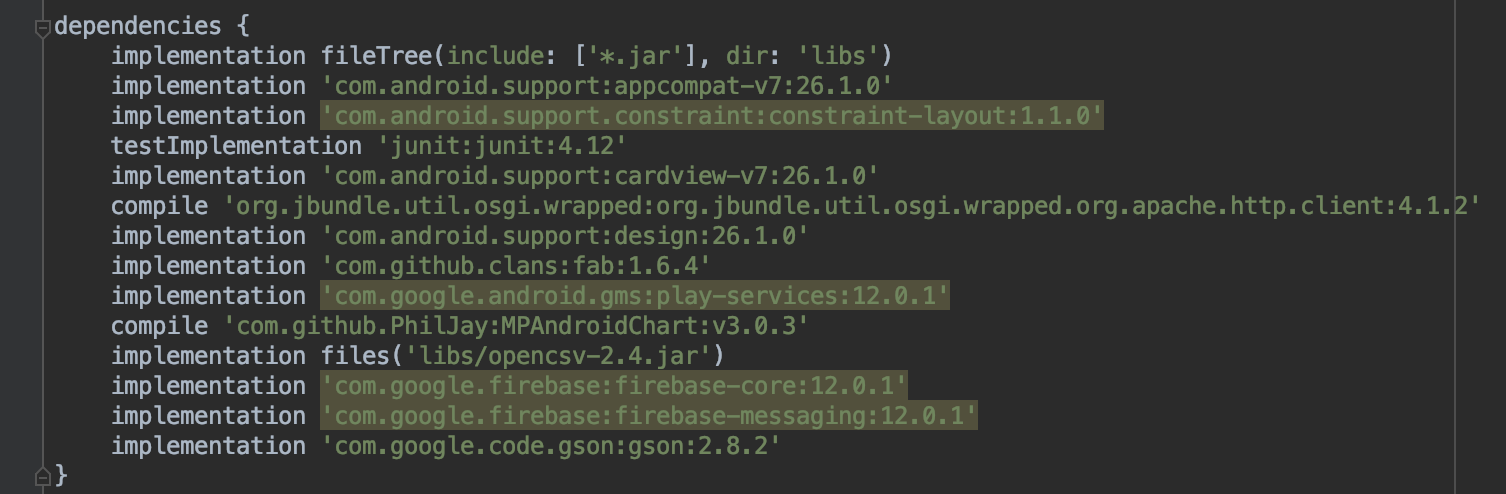 dependencies {
implementation fileTree(include: ['*.jar'], dir: 'libs')
implementation 'com.android.support:appcompat-v7:26.1.0'
implementation 'com.android.support.constraint:constraint-layout:1.1.0'
testImplementation 'junit:junit:4.12'
implementation 'com.android.support:cardview-v7:26.1.0'
compile 'org.jbundle.util.osgi.wrapped:org.jbundle.util.osgi.wrapped.org.apache.http.client:4.1.2'
implementation 'com.android.support:design:26.1.0'
implementation 'com.github.clans:fab:1.6.4'
implementation 'com.google.android.gms:play-services:12.0.1'
compile 'com.github.PhilJay:MPAndroidChart:v3.0.3'
implementation files('libs/opencsv-2.4.jar')
implementation 'com.google.firebase:firebase-core:12.0.1'
implementation 'com.google.firebase:firebase-messaging:12.0.1'
implementation 'com.google.code.gson:gson:2.8.2'
}